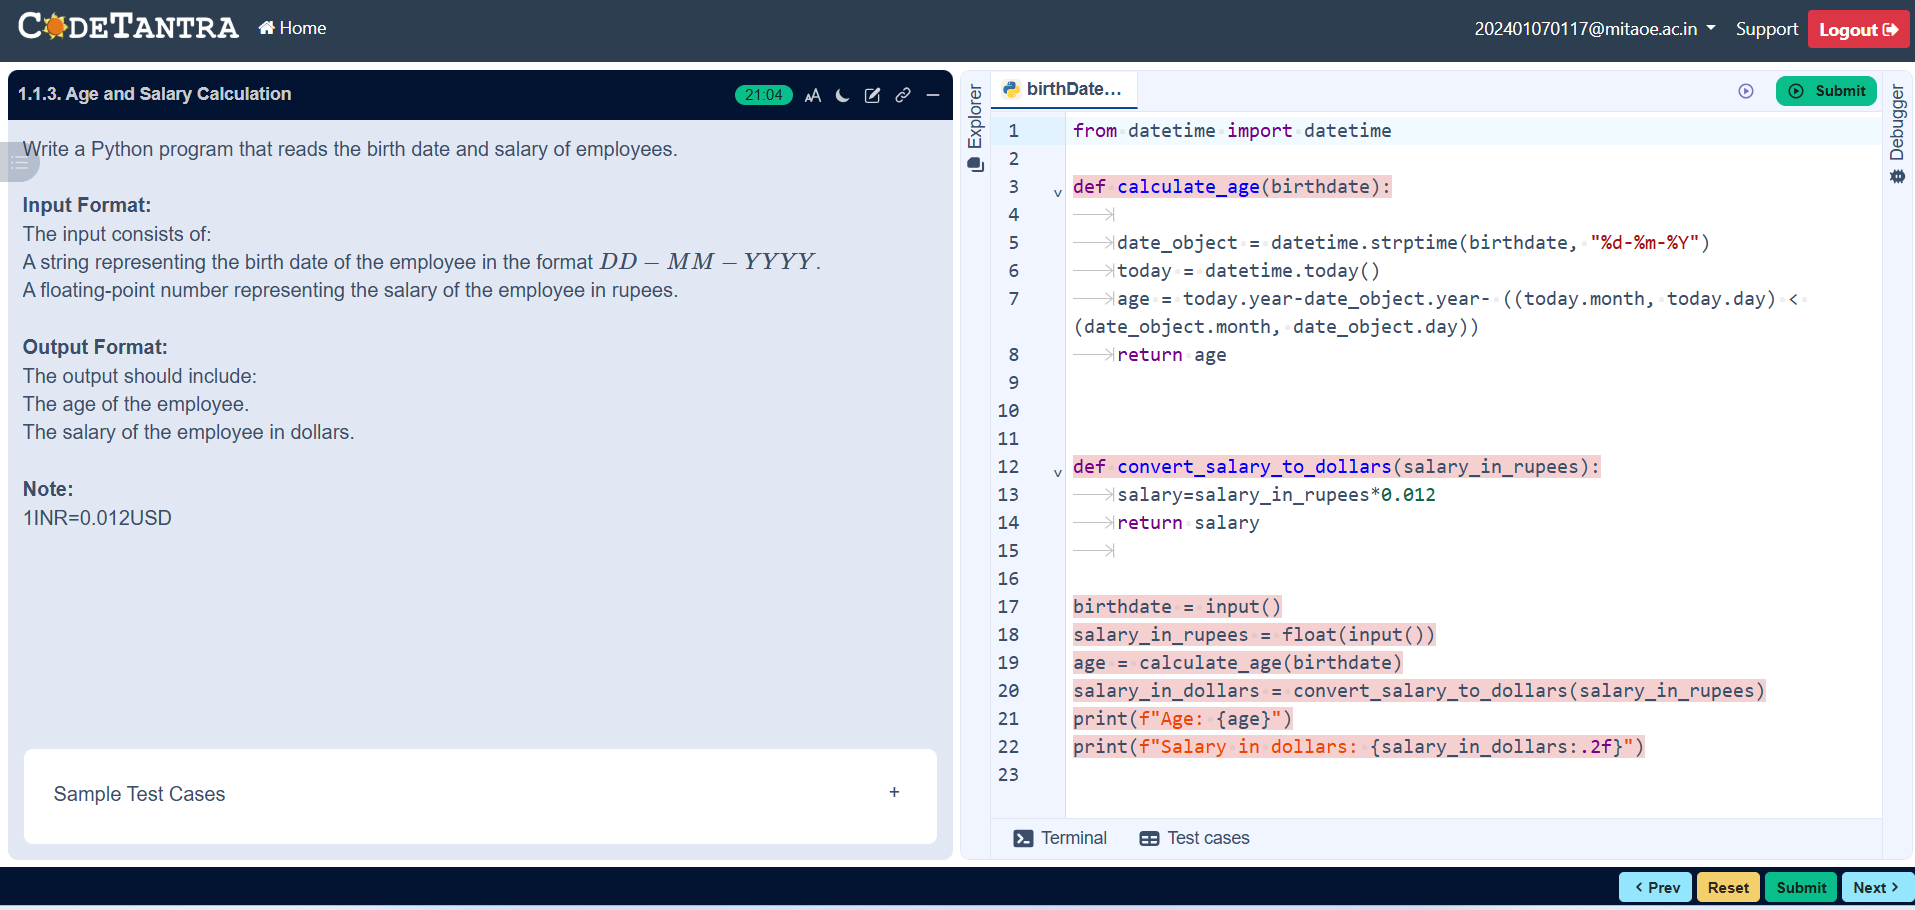 CODETANTRA
Home
202401070117@mitaoe.ac.in
Support
Logout
1.1.3. Age and Salary Calculation
21:04
AA
Write a Python program that reads the birth date and salary of employees.
Input Format:
The input consists of:
A string representing the birth date of the employee in the format DD − MM − YYYY.
A floating-point number representing the salary of the employee in rupees.
Output Format:
The output should include:
The age of the employee.
The salary of the employee in dollars.
Note:
1INR=0.012USD
Sample Test Cases
+
Explorer
birthDate...
Submit
Debugger
1 from datetime import datetime
2
3 def calculate_age(birthdate):
4
5 date_object = datetime.strptime(birthdate, "%d-%m-%Y")
6 today = datetime.today()
7 age = today.year-date_object.year- ((today.month, today.day) <
(date_object.month, date_object.day))
8 return age
9
10
11
12 def convert_salary_to_dollars(salary_in_rupees):
13 salary=salary_in_rupees*0.012
14 return salary
15
16
17 birthdate = input()
18 salary_in_rupees = float(input())
19 age = calculate_age(birthdate)
20 salary_in_dollars = convert_salary_to_dollars(salary_in_rupees)
21 print(f"Age: {age}")
22 print(f"Salary in dollars: {salary_in_dollars:.2f}")
23
Terminal
Test cases
< Prev
Reset
Submit
Next >